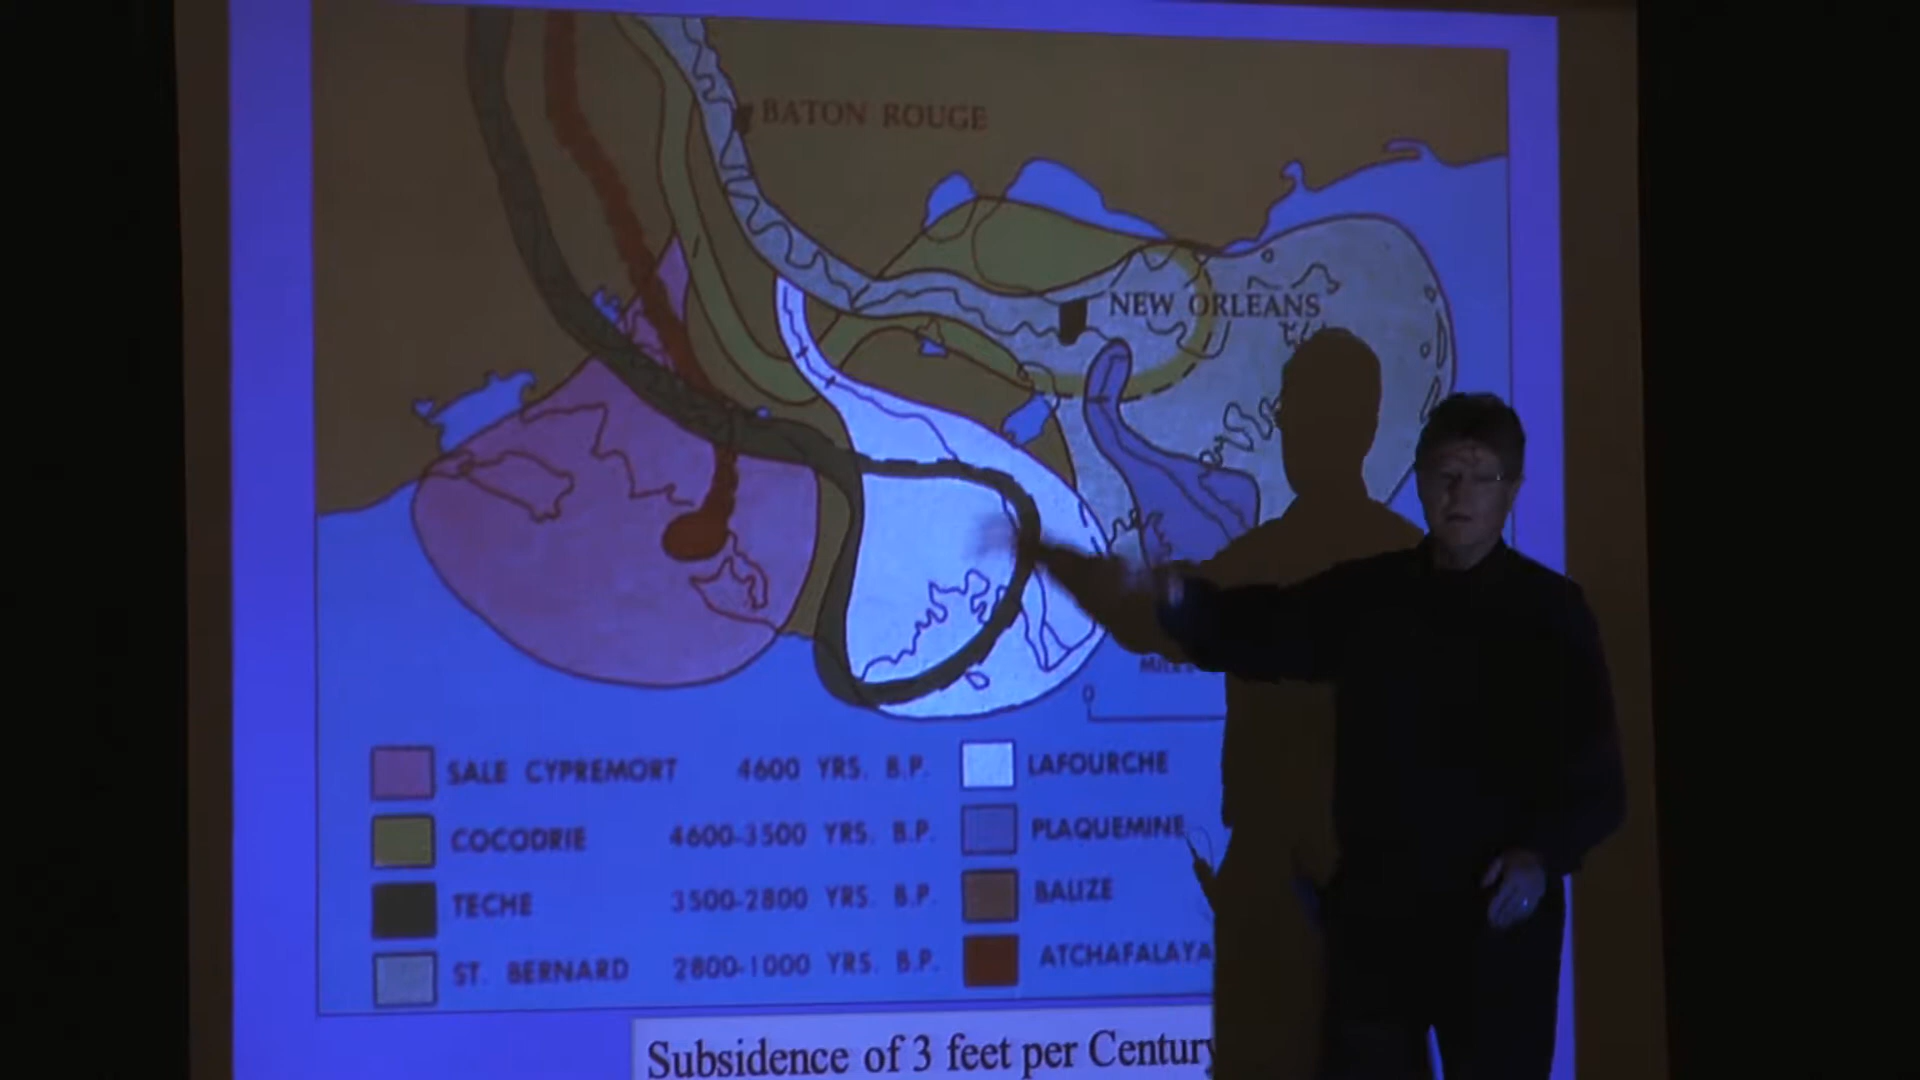 BATON ROUGE
NEW ORLEANS
0
SALE CYPREMORT 4600 YRS. B.P.
COCODRIE 4600-3500 YRS. B.P.
TECHE 3500-2800 YRS. B.P.
ST. BERNARD 2800-1000 YRS. B.P.
LAFOURCHE
PLAQUEMINE
BALIZE
ATCHAFALAYA
Subsidence of 3 feet per Century